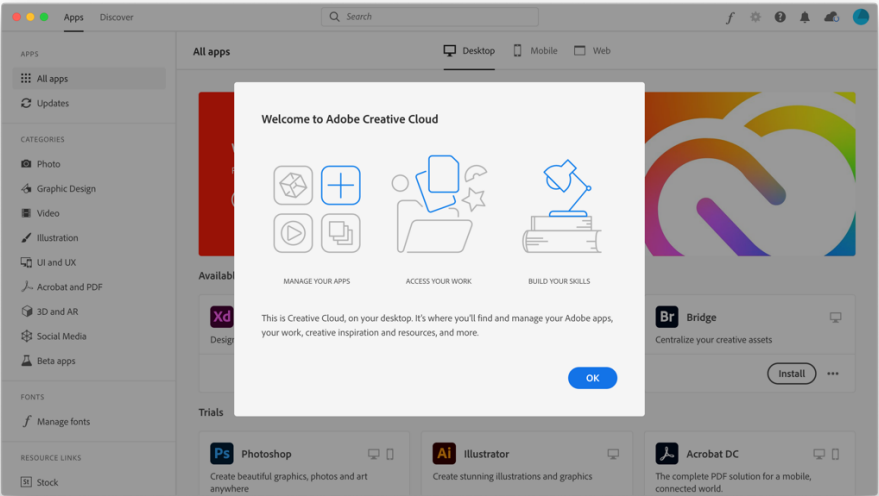 Apps
Discover
Search
APPS
All apps
Updates
CATEGORIES
Photo
Graphic Design
Video
Illustration
UI and UX
Acrobat and PDF
3D and AR
Social Media
Beta apps
FONTS
Manage fonts
RESOURCE LINKS
St Stock
All apps
Desktop
Mobile
Web
Welcome to Adobe Creative Cloud
MANAGE YOUR APPS
ACCESS YOUR WORK
BUILD YOUR SKILLS
This is Creative Cloud, on your desktop. It's where you'll find and manage your Adobe apps,
your work, creative inspiration and resources, and more.
OK
Xd
Br Bridge
Centralize your creative assets
Install
Trials
Ps Photoshop
Create beautiful graphics, photos and art
anywhere
Ai Illustrator
Create stunning illustrations and graphics
Acrobat DC
The complete PDF solution for a mobile,
connected world.